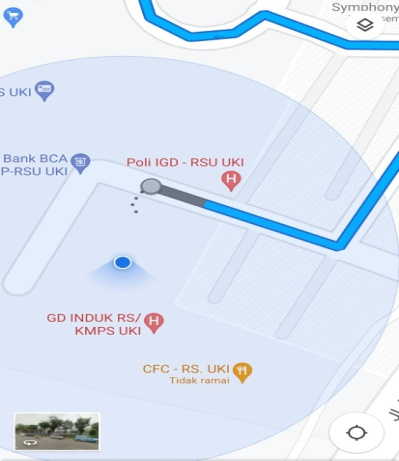 Symphony
S UKI
Bank BCA
P-RSU UKI
Poli IGD - RSU UKI
GD INDUK RS/
KMPS UKI
CFC - RS. UKI
Tidak ramai